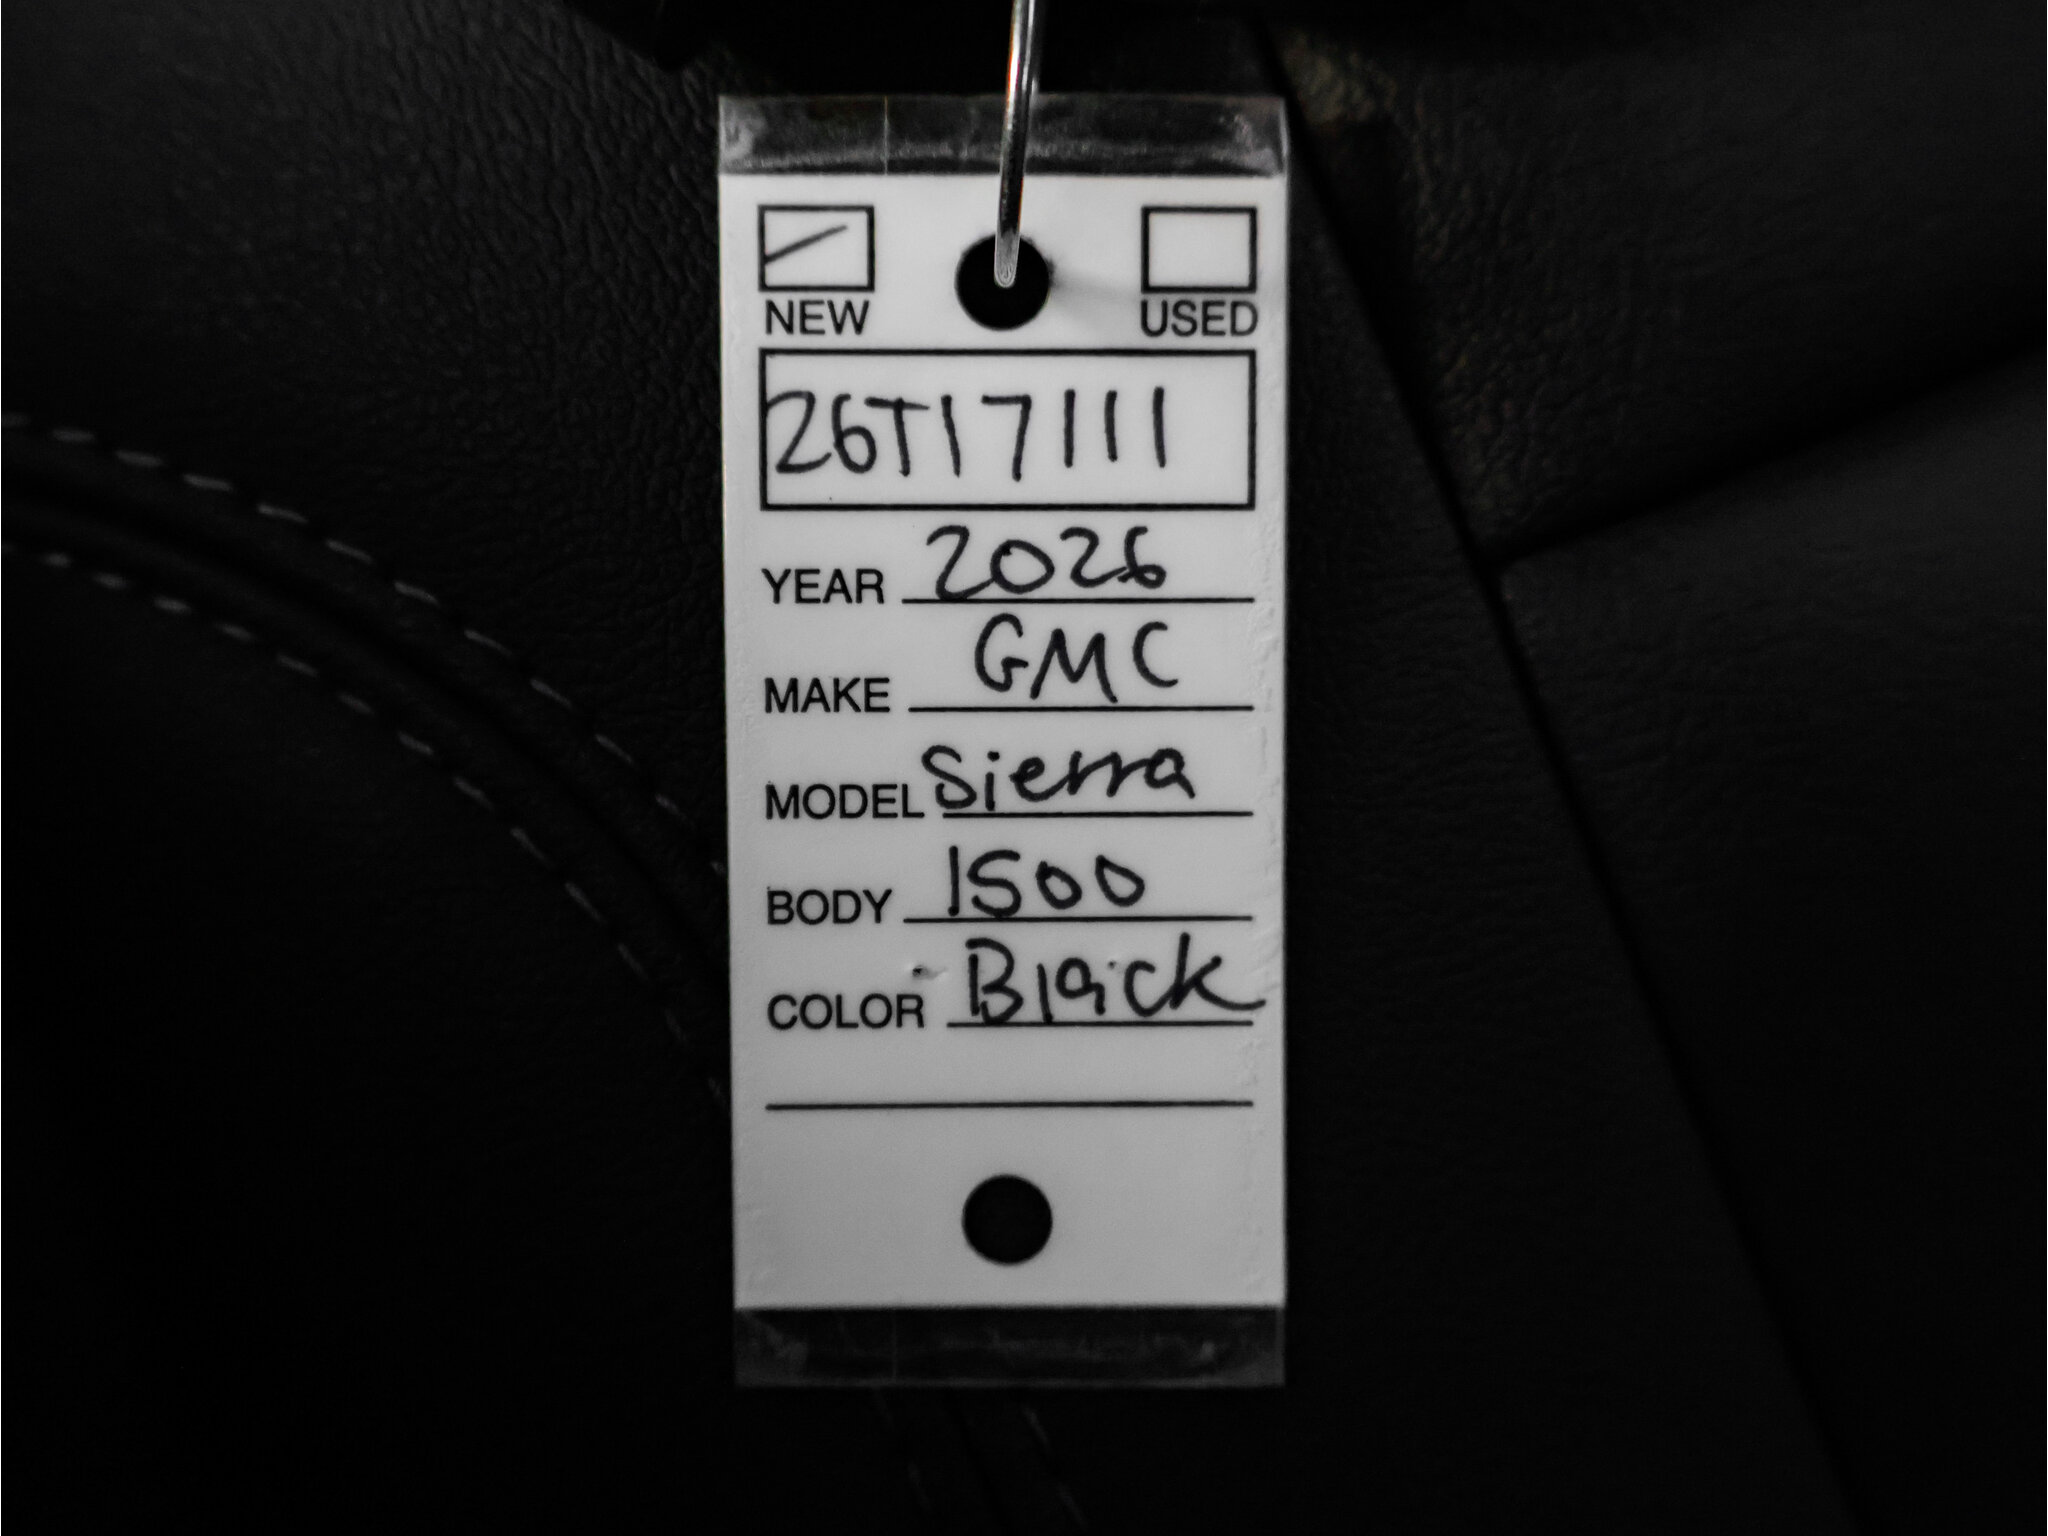 NEW USED
26T17111
YEAR 2026
MAKE GMC
MODEL Sierra
BODY 1500
COLOR Black